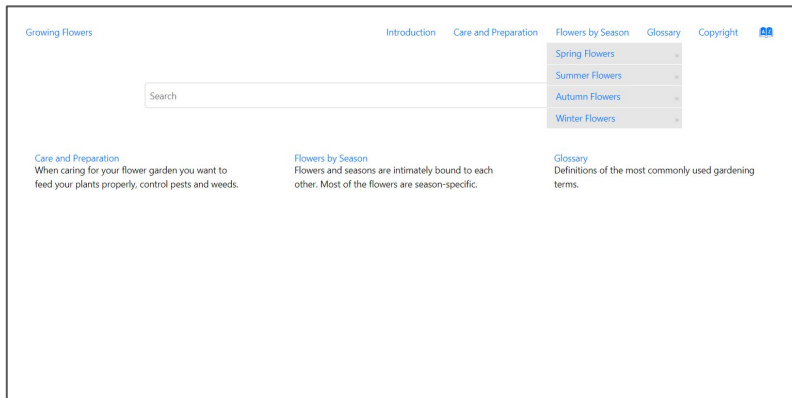 Growing Flowers
Introduction Care and Preparation Flowers by Season Glossary Copyright
Spring Flowers »
Summer Flowers »
Autumn Flowers »
Winter Flowers »
Search
Care and Preparation
When caring for your flower garden you want to
feed your plants properly, control pests and weeds.
Flowers by Season
Flowers and seasons are intimately bound to each
other. Most of the flowers are season-specific.
Glossary
Definitions of the most commonly used gardening
terms.